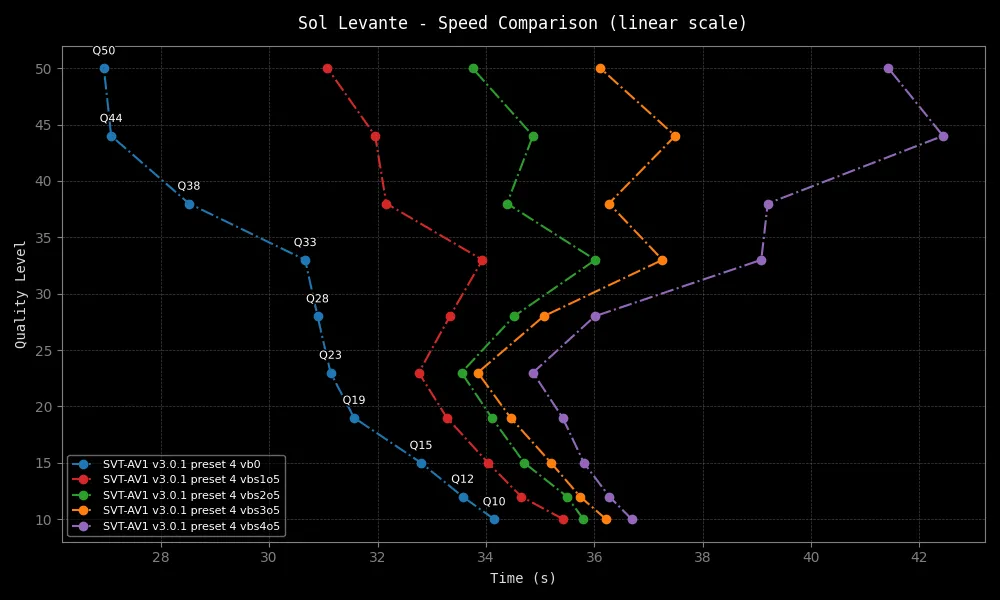 Sol Levante - Speed Comparison (linear scale)
Q50
50
Q44
45
Q38
40
Q33
35
Q28
30
Q23
25
Q19
20
Q15
15
Q12
Q10
10
Quality Level
SVT-AV1 v3.0.1 preset 4 vb0
SVT-AV1 v3.0.1 preset 4 vbs1o5
SVT-AV1 v3.0.1 preset 4 vbs2o5
SVT-AV1 v3.0.1 preset 4 vbs3o5
SVT-AV1 v3.0.1 preset 4 vbs4o5
28 30 32 34 36 38 40 42
Time (s)